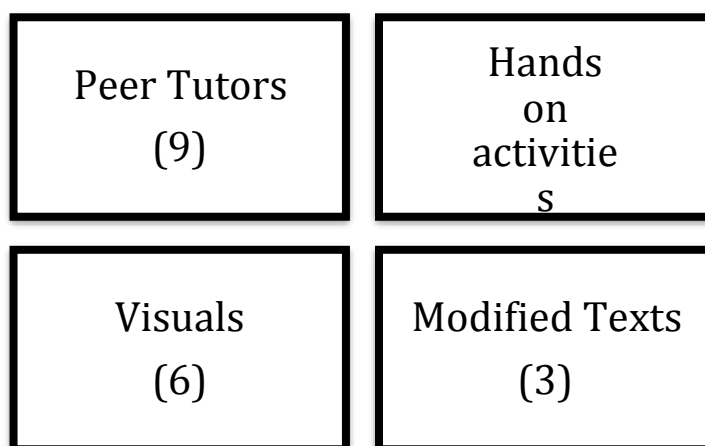 Peer Tutors
(9)
Hands
on
activitie
s
Visuals
(6)
Modified Texts
(3)